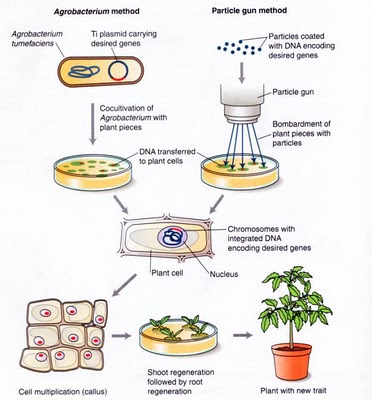 Agrobacterium method
Particle gun method
Agrobacterium
tumefaciens
Ti plasmid carrying
desired genes
Particles coated
with DNA encoding
desired genes
Particle gun
Cocultivation of
Agrobacterium with
plant pieces
Bombardment of
plant pieces with
particles
DNA transferred
to plant cells
Chromosomes with
integrated DNA
encoding desired genes
Plant cell
Nucleus
Cell multiplication (callus)
Shoot regeneration
followed by root
regeneration
Plant with new trait